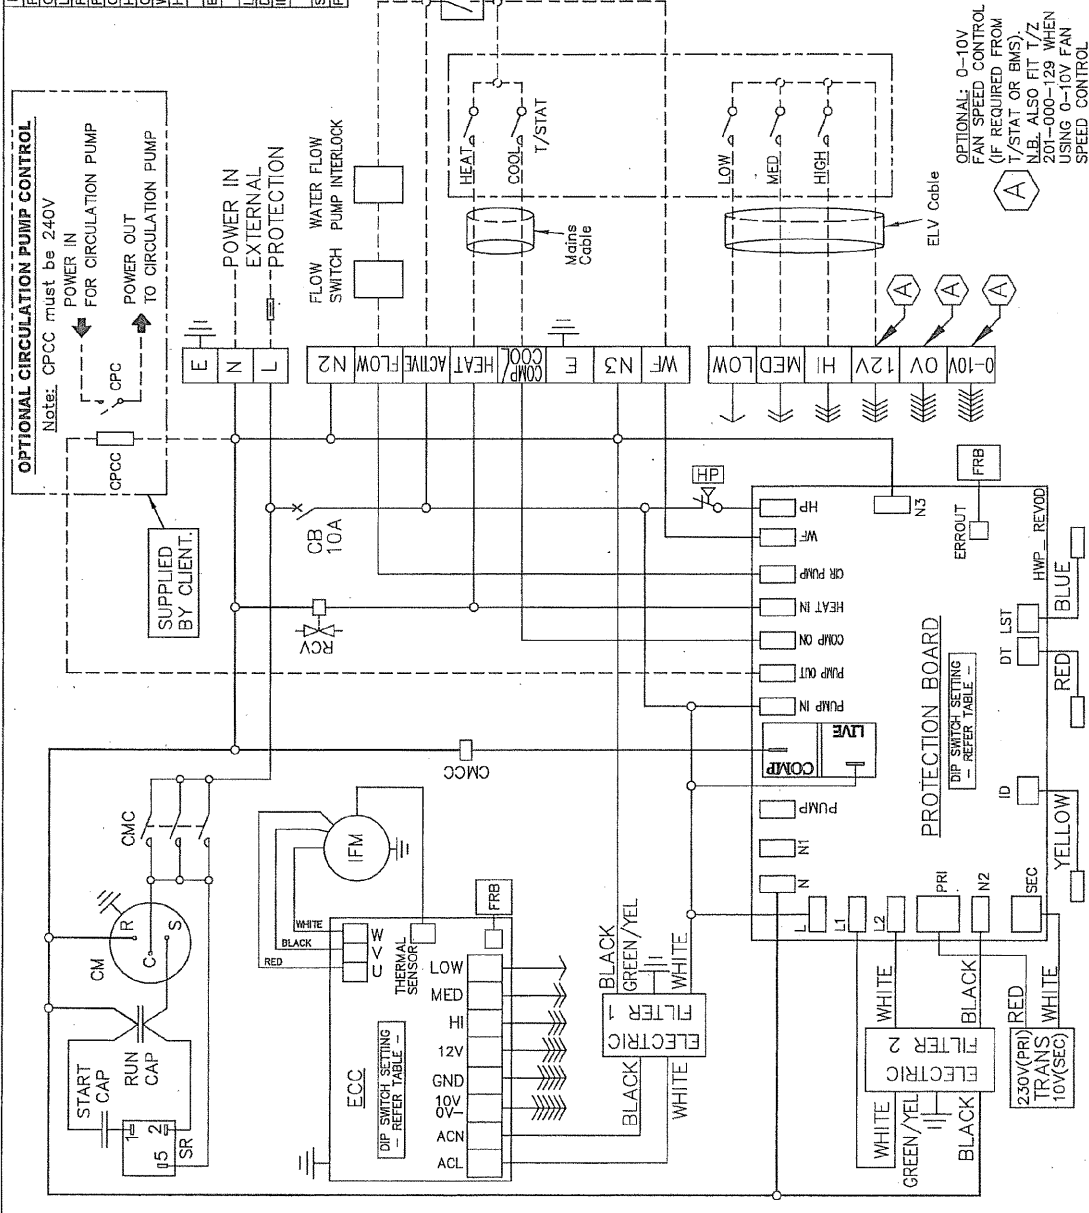 OPTIONAL CIRCULATION PUMP CONTROL
Note: CPCC must be 240V
POWER IN
FOR CIRCULATION PUMP
POWER OUT
TO CIRCULATION PUMP
CPC
CPCC
SUPPLIED
BY CLIENT.
POWER IN
EXTERNAL
PROTECTION
E
N
L
FLOW
SWITCH
WATER FLOW
PUMP INTERLOCK
HEAT
COOL
T/STAT
LOW
MED
HIGH
Mains
Cable
ELV Cable
OPTIONAL: 0-10V
FAN SPEED CONTROL
(IF REQUIRED FROM
T/STAT OR BMS).
N.B. ALSO FIT T/Z
201-000-129 WHEN
USING 0-10V FAN
SPEED CONTROL
A
A
A
A
N2
FLOW
ACTIVE
HEAT
COMP/
COOL
E
N3
WF
LOW
MED
HI
12V
0V
0-10V
CB
10A
RCV
CMCC
HP
HP
WF
CIR PUMP
HEAT IN
COMP ON
PUMP OUT
PUMP IN
LIVE
COMP
PUMP
N1
N
N3
ERROUT
FRB
HWP_ REVOD
PROTECTION BOARD
DIP SWITCH SETTING
- REFER TABLE -
LST
DT
ID
BLUE
RED
YELLOW
L
L1
L2
PRI
N2
SEC
CMC
CM
R
C
S
START
CAP
RUN
CAP
1
2
5
SR
IFM
WHITE
BLACK
RED
W
V
U
THERMAL
SENSOR
FRB
ECC
DIP SWITCH SETTING
- REFER TABLE -
LOW
MED
HI
12V
GND
10V
0V-
ACN
ACL
BLACK
GREEN/YEL
WHITE
ELECTRIC
FILTER 1
BLACK
WHITE
WHITE
BLACK
ELECTRIC
FILTER 2
WHITE
GREEN/YEL
BLACK
RED
WHITE
230V(PRI)
TRANS
10V(SEC)